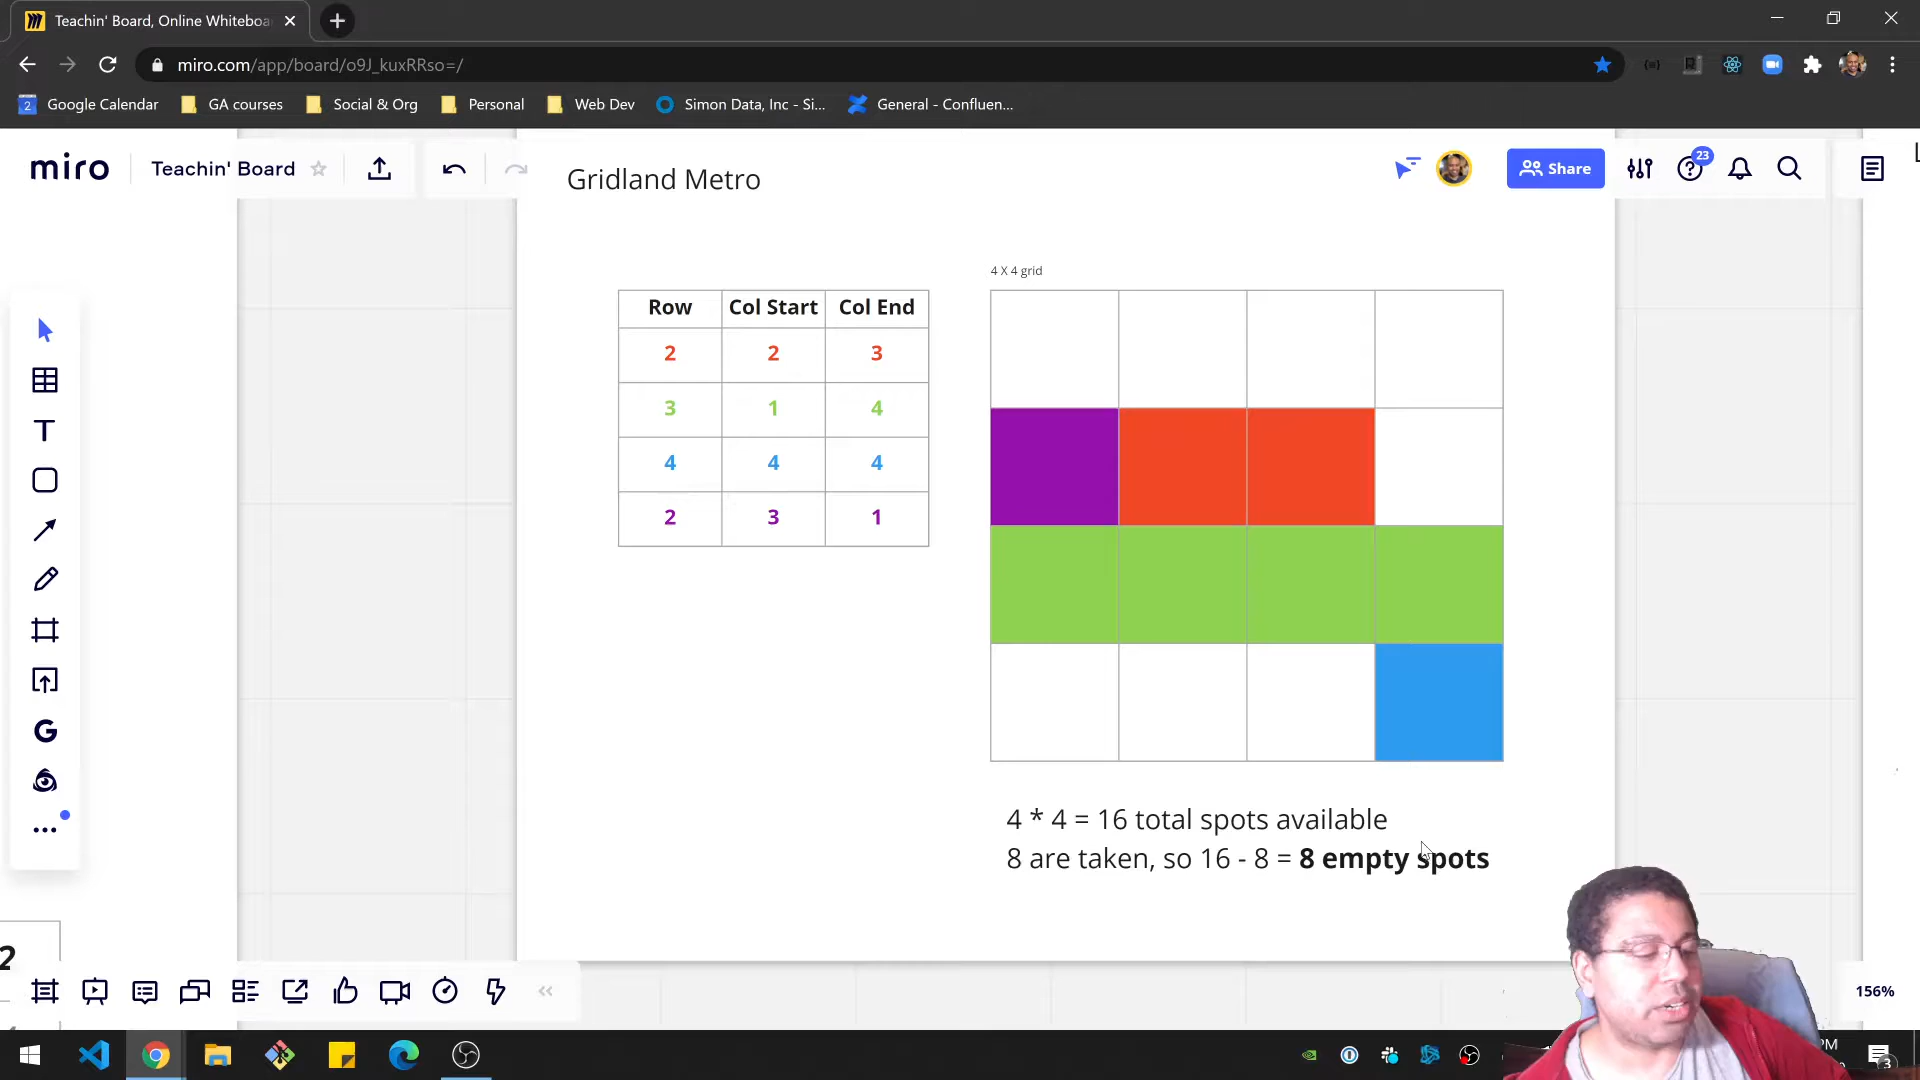 Teachin' Board, Online Whiteboa
miro.com/app/board/o9J_kuxRRso=/
2 Google Calendar GA courses Social & Org Personal Web Dev Simon Data, Inc - Si... General - Confluen...
miro Teachin' Board Gridland Metro Share 23
4 X 4 grid
Row Col Start Col End
2 2 3
3 1 4
4 4 4
2 3 1
4 * 4 = 16 total spots available
8 are taken, so 16 - 8 = 8 empty spots
2
156%
PM
3